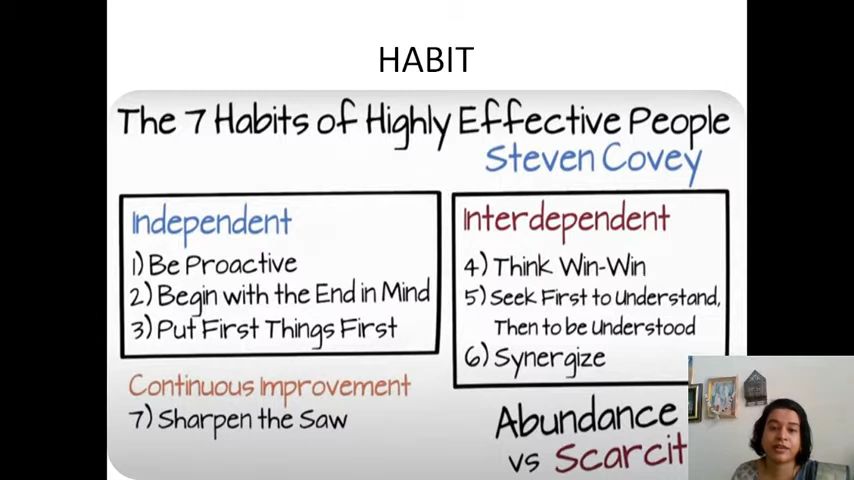 HABIT
The 7 Habits of Highly Effective People
Steven Covey
Independent
1) Be Proactive
2) Begin with the End in Mind
3) Put First Things First
Interdependent
4) Think Win-Win
5) Seek First to Understand,
Then to be Understood
6) Synergize
Continuous Improvement
7) Sharpen the Saw
Abundance
vs Scarcit